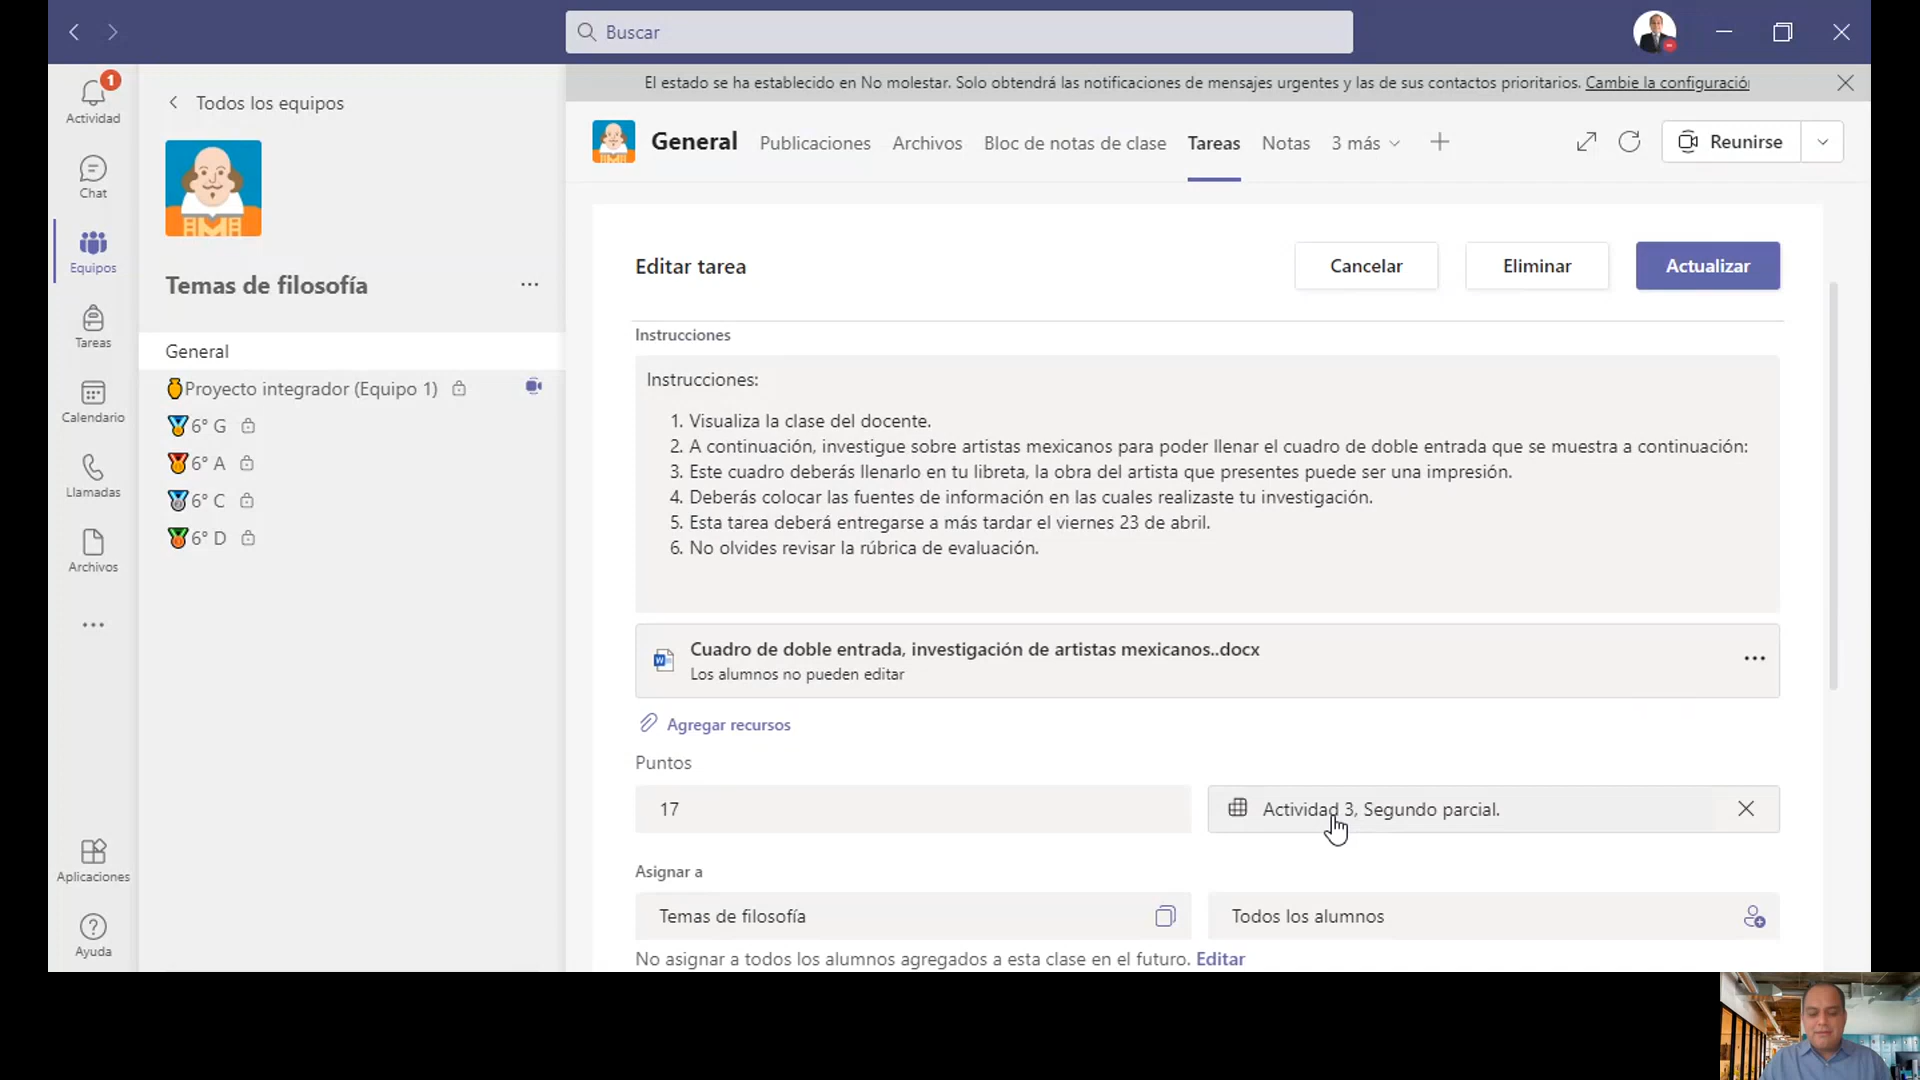 Buscar
El estado se ha establecido en No molestar. Solo obtendrá las notificaciones de mensajes urgentes y las de sus contactos prioritarios. Cambie la configuració
1
Actividad
Chat
Equipos
Tareas
Calendario
Llamadas
Archivos
Aplicaciones
Ayuda
Todos los equipos
Temas de filosofía
General
Proyecto integrador (Equipo 1)
6° G
6° A
6° C
6° D
General Publicaciones Archivos Bloc de notas de clase Tareas Notas 3 más Reunirse
Editar tarea Cancelar Eliminar Actualizar
Instrucciones
Instrucciones:
1. Visualiza la clase del docente.
2. A continuación, investigue sobre artistas mexicanos para poder llenar el cuadro de doble entrada que se muestra a continuación:
3. Este cuadro deberás llenarlo en tu libreta, la obra del artista que presentes puede ser una impresión.
4. Deberás colocar las fuentes de información en las cuales realizaste tu investigación.
5. Esta tarea deberá entregarse a más tardar el viernes 23 de abril.
6. No olvides revisar la rúbrica de evaluación.
Cuadro de doble entrada, investigación de artistas mexicanos..docx
Los alumnos no pueden editar
Agregar recursos
Puntos
17 Actividad 3, Segundo parcial.
Asignar a
Temas de filosofía Todos los alumnos
No asignar a todos los alumnos agregados a esta clase en el futuro. Editar